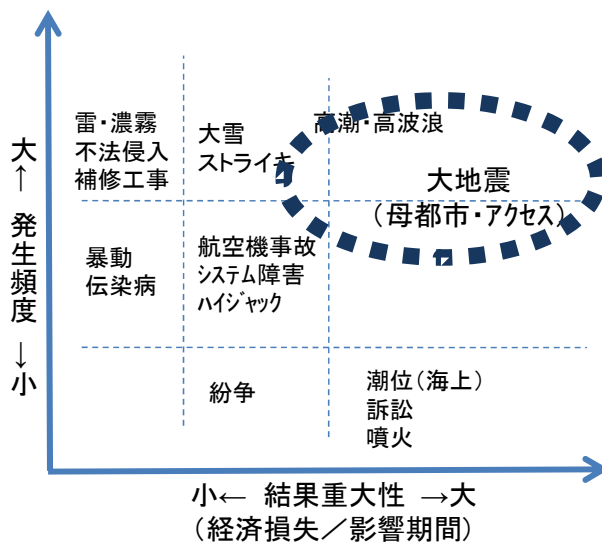 雷・濃霧
不法侵入
補修工事
大雪
ストライキ
高潮・高波浪
大地震
（母都市・アクセス）
大
↑
発生頻度
↓
小
暴動
伝染病
航空機事故
システム障害
ハイジャック
紛争
潮位（海上）
訴訟
噴火
小← 結果重大性 →大
（経済損失／影響期間）